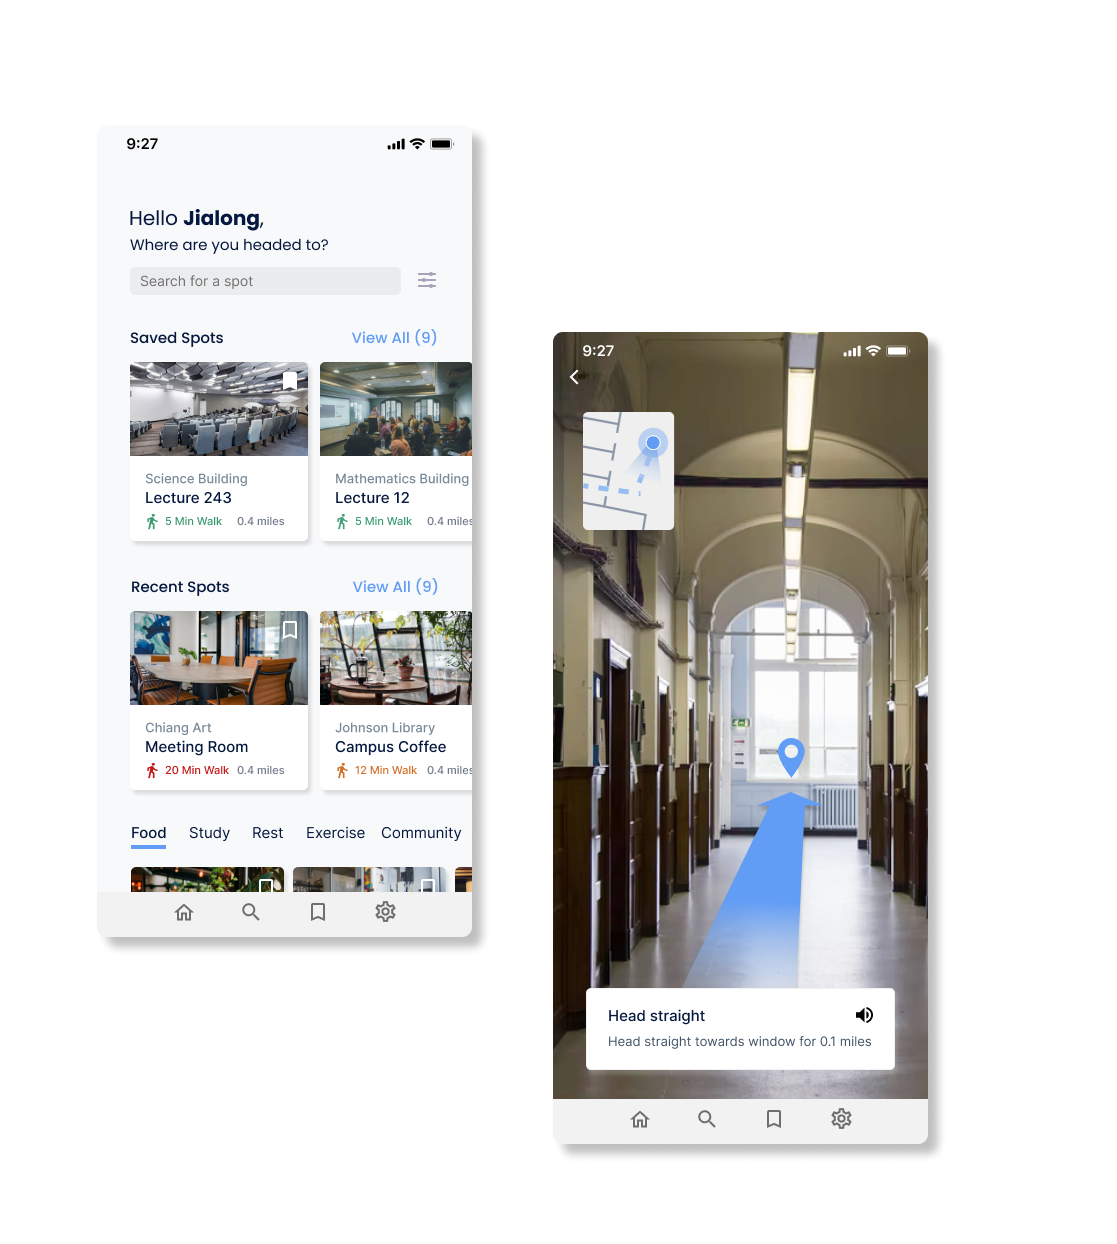 9:27
Hello Jialong,
Where are you headed to?
Search for a spot
Saved Spots View All (9)
Science Building
Lecture 243
5 Min Walk 0.4 miles
Mathematics Building
Lecture 12
5 Min Walk 0.4 miles
Recent Spots View All (9)
Chiang Art
Meeting Room
20 Min Walk 0.4 miles
Johnson Library
Campus Coffee
12 Min Walk 0.4 miles
Food Study Rest Exercise Community
9:27
Head straight
Head straight towards window for 0.1 miles